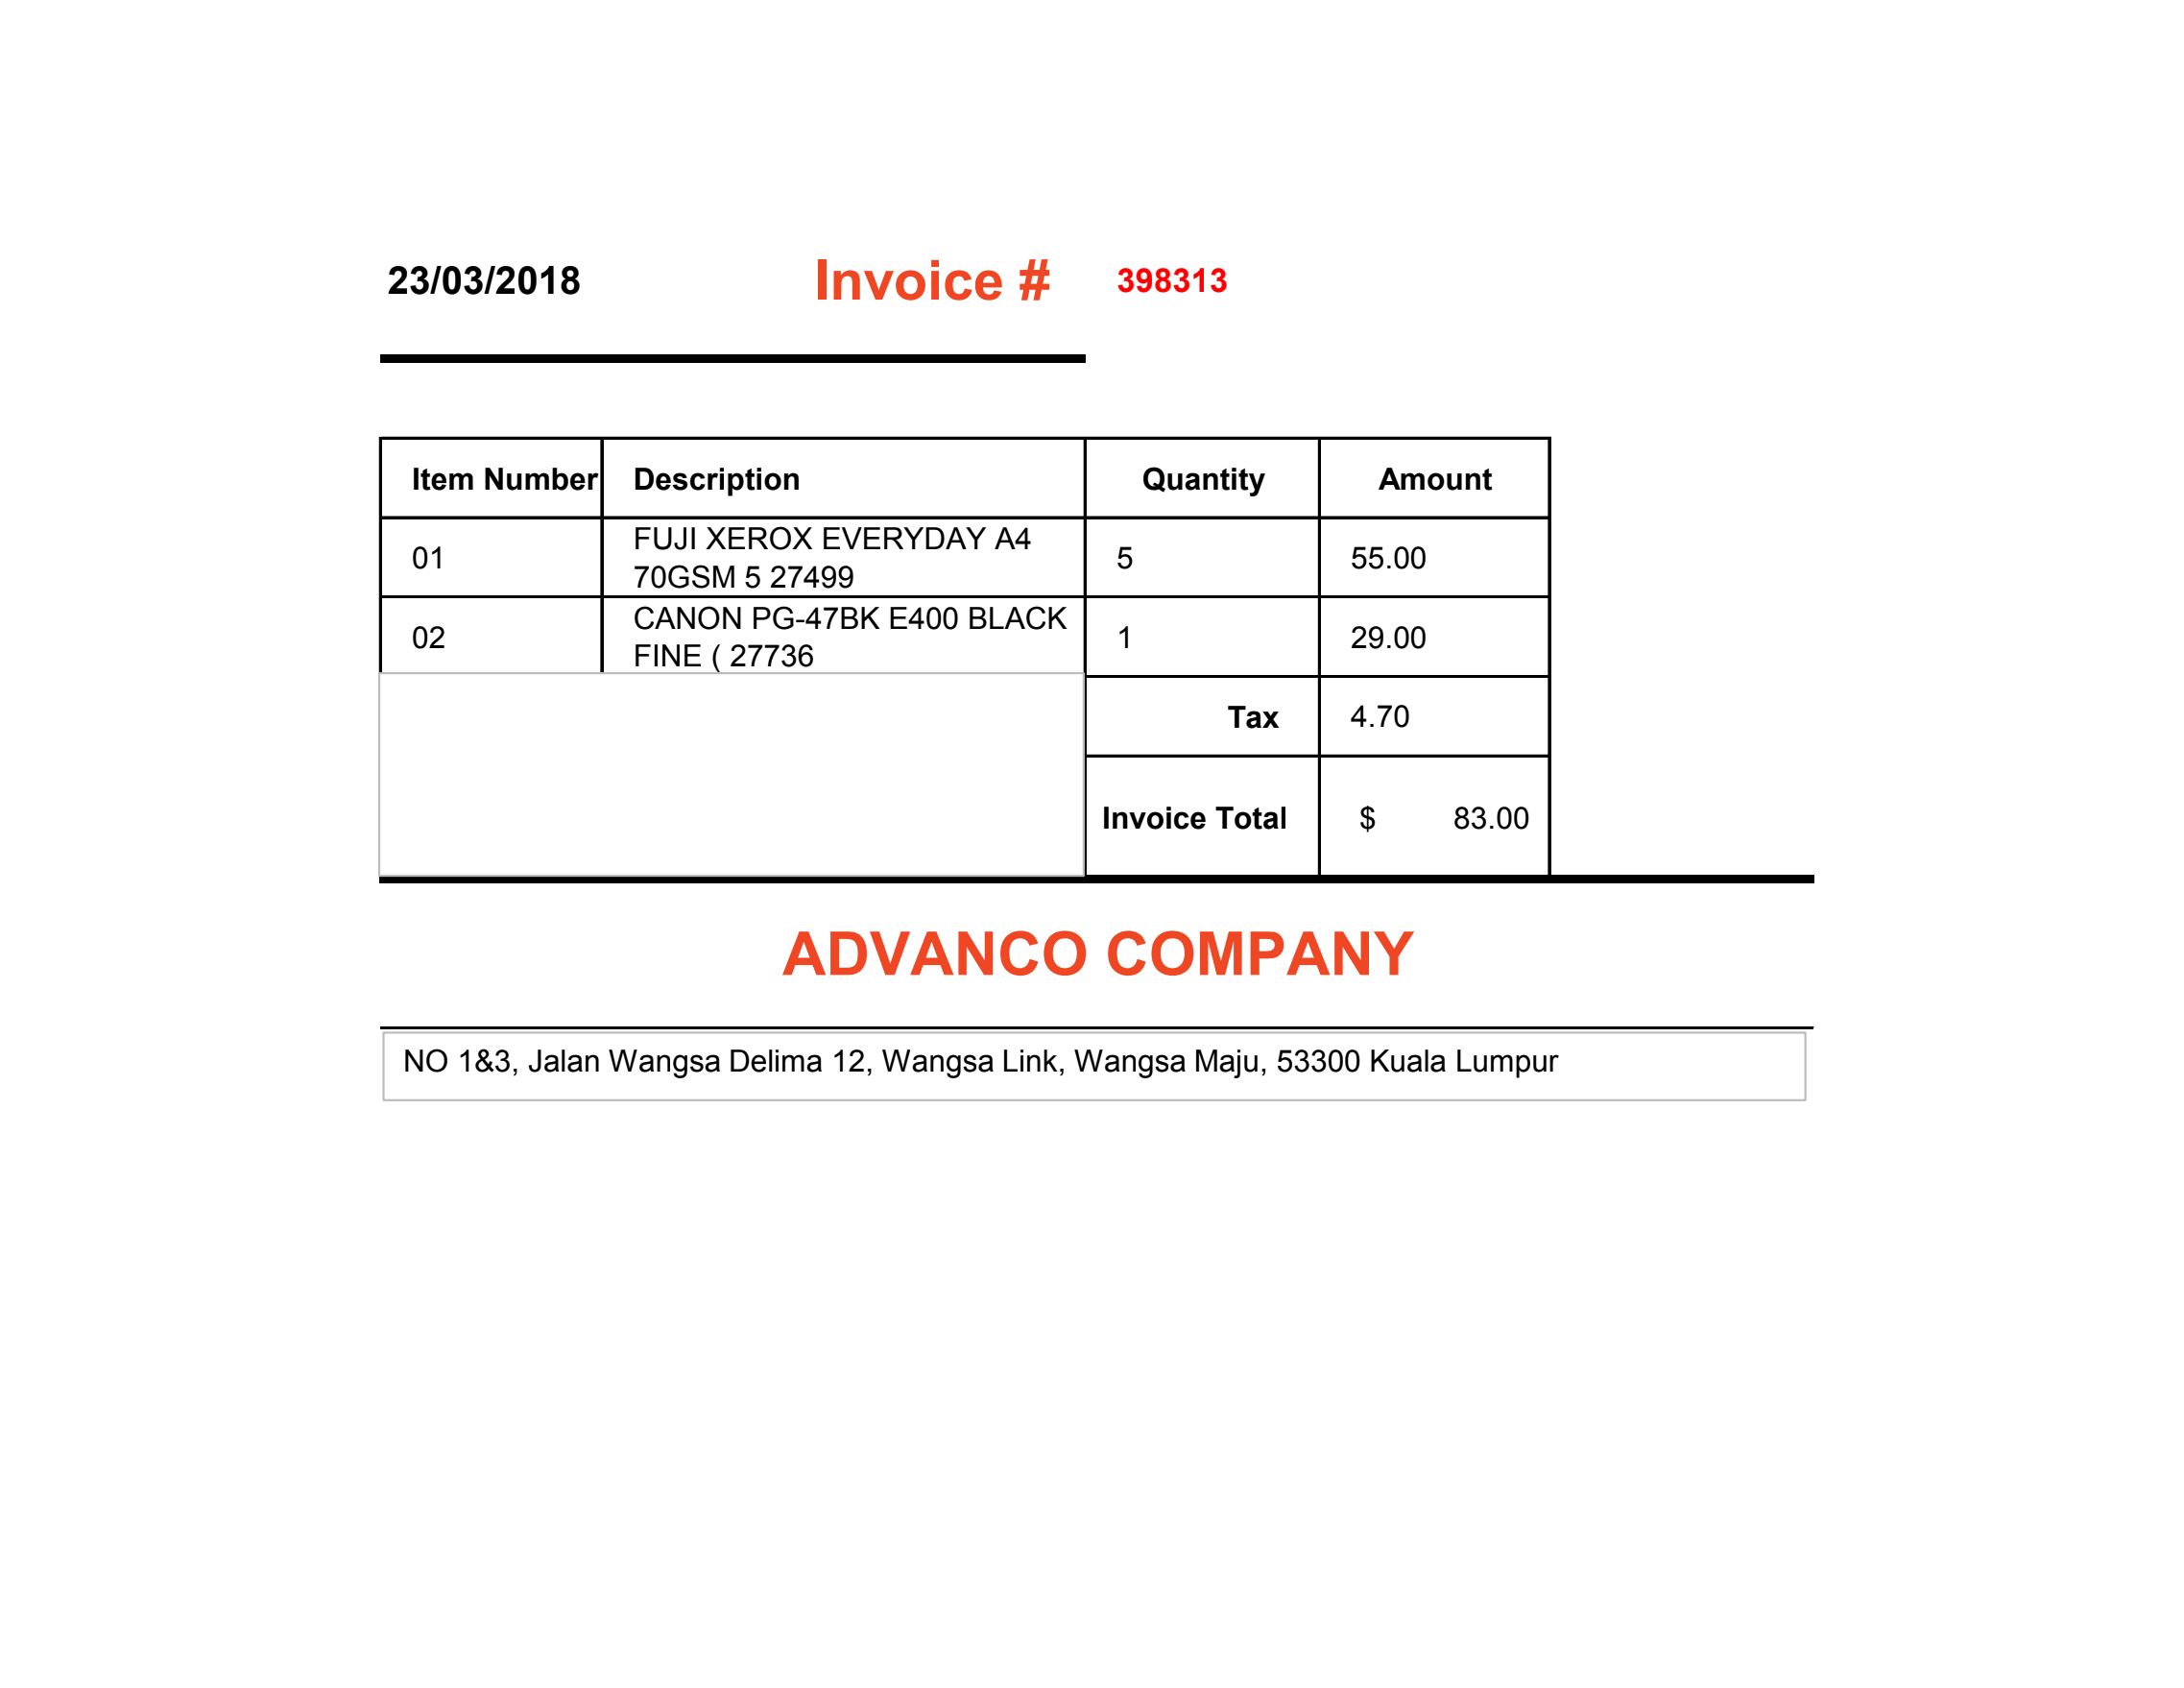 23/03/2018 Invoice # 398313
Item Number Description Quantity Amount
01 FUJI XEROX EVERYDAY A4 5 55.00
70GSM 5 27499
02 CANON PG-47BK E400 BLACK 1 29.00
FINE ( 27736
Tax 4.70
Invoice Total $ 83.00
ADVANCO COMPANY
NO 1&3, Jalan Wangsa Delima 12, Wangsa Link, Wangsa Maju, 53300 Kuala Lumpur